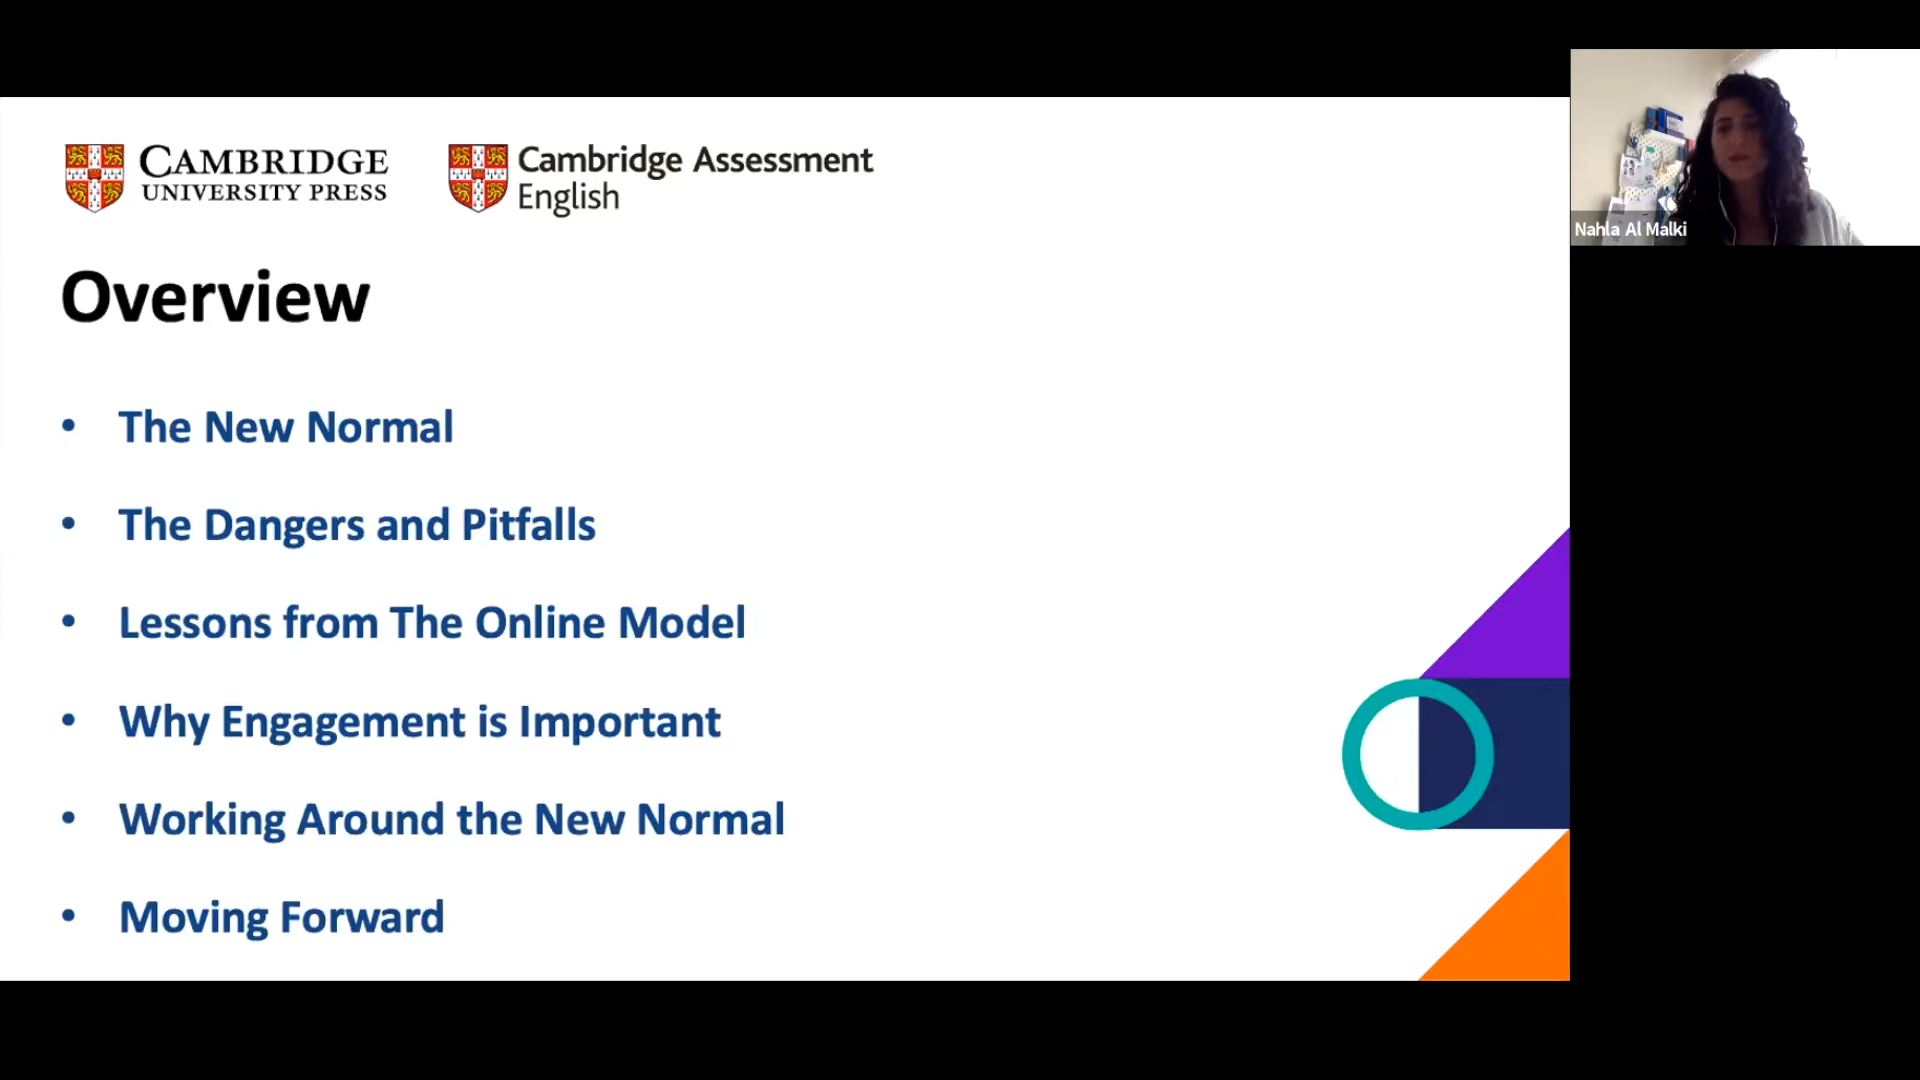 CAMBRIDGE
UNIVERSITY PRESS
Cambridge Assessment
English
Overview
• The New Normal
• The Dangers and Pitfalls
• Lessons from The Online Model
• Why Engagement is Important
• Working Around the New Normal
• Moving Forward
Nahla Al Malki